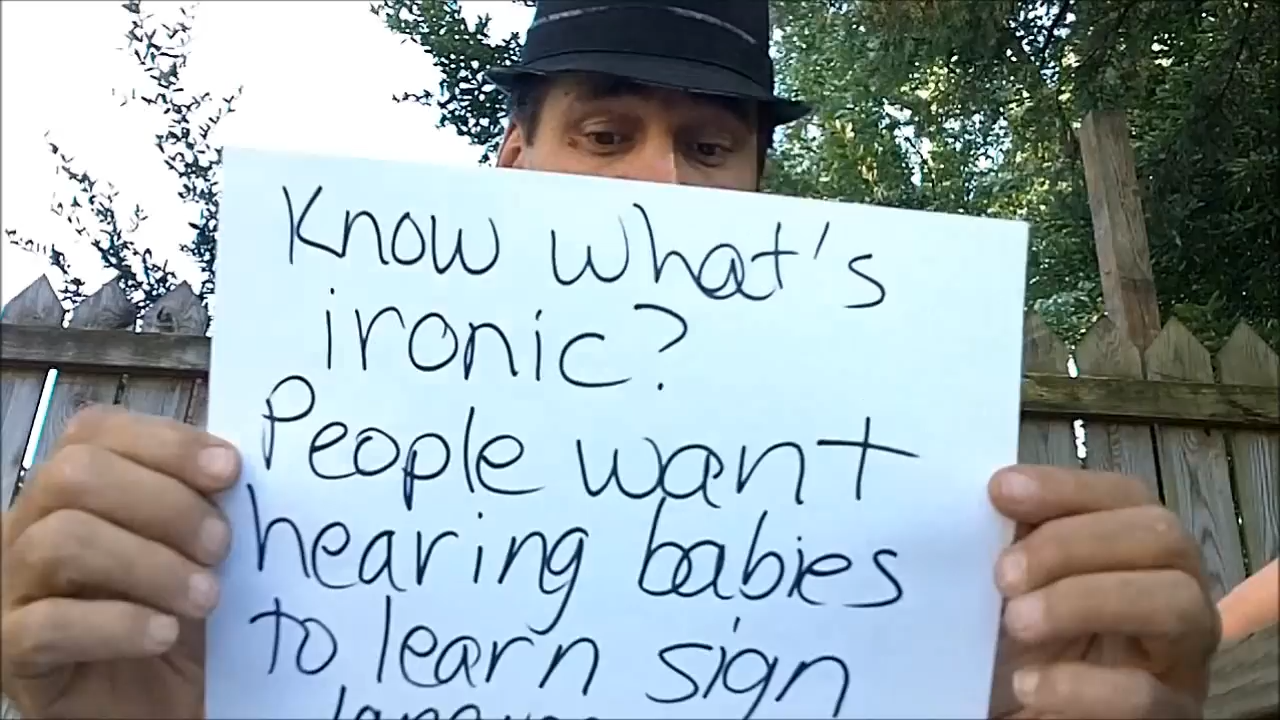 Know what's
ironic?
People want
hearing babies
to learn sign